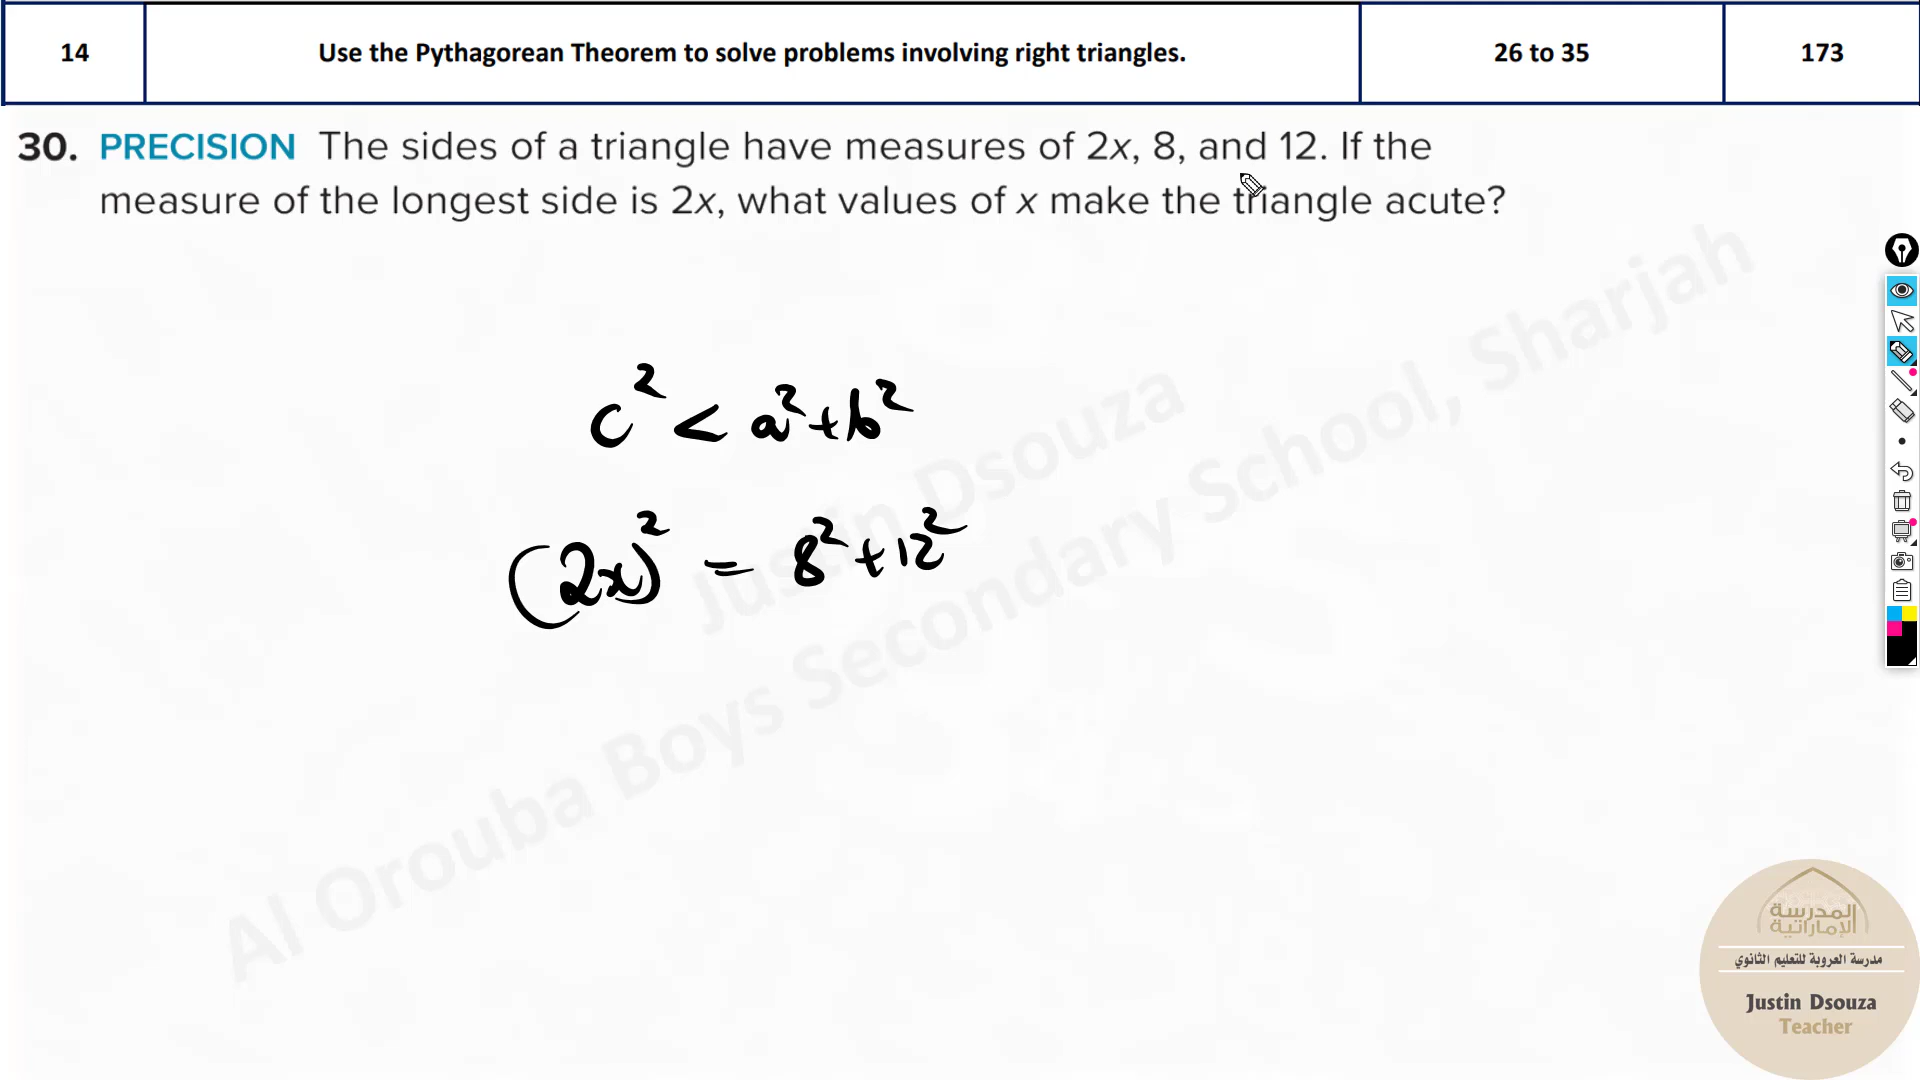 14 Use the Pythagorean Theorem to solve problems involving right triangles. 26 to 35 173
30. PRECISION The sides of a triangle have measures of 2x, 8, and 12. If the
measure of the longest side is 2x, what values of x make the triangle acute?
c² < a² + b²
(2x)² = 8² + 12²
Justin Dsouza
Al Orouba Boys Secondary School, Sharjah
المدرسة
الإماراتية
مدرسة العروبة للتعليم الثانوي
Justin Dsouza
Teacher